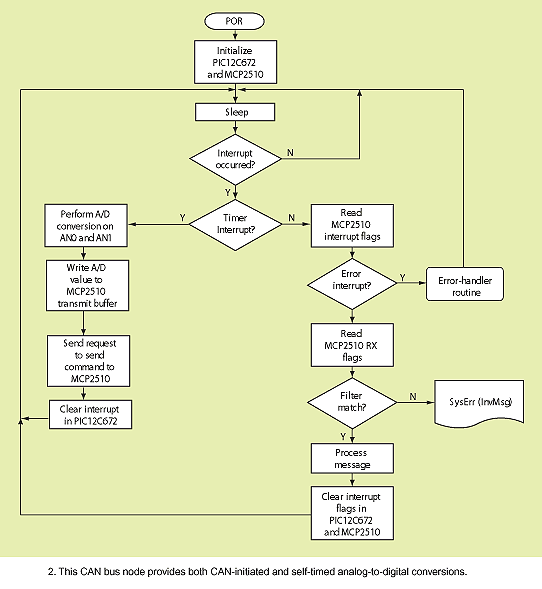 POR
Initialize
PIC12C672
and MCP2510
Sleep
Interrupt
occurred?
N
Y
Timer
Interrupt?
Y
N
Perform A/D
conversion on
AN0 and AN1
Write A/D
value to
MCP2510
transmit buffer
Send request
to send
command to
MCP2510
Clear interrupt
in PIC12C672
Read
MCP2510
interrupt flags
Error
interrupt?
Y
Error-handler
routine
Read
MCP2510 RX
flags
Filter
match?
N
SysErr (InvMsg)
Y
Process
message
Clear interrupt
flags in
PIC12C672
and MCP2510
2. This CAN bus node provides both CAN-initiated and self-timed analog-to-digital conversions.